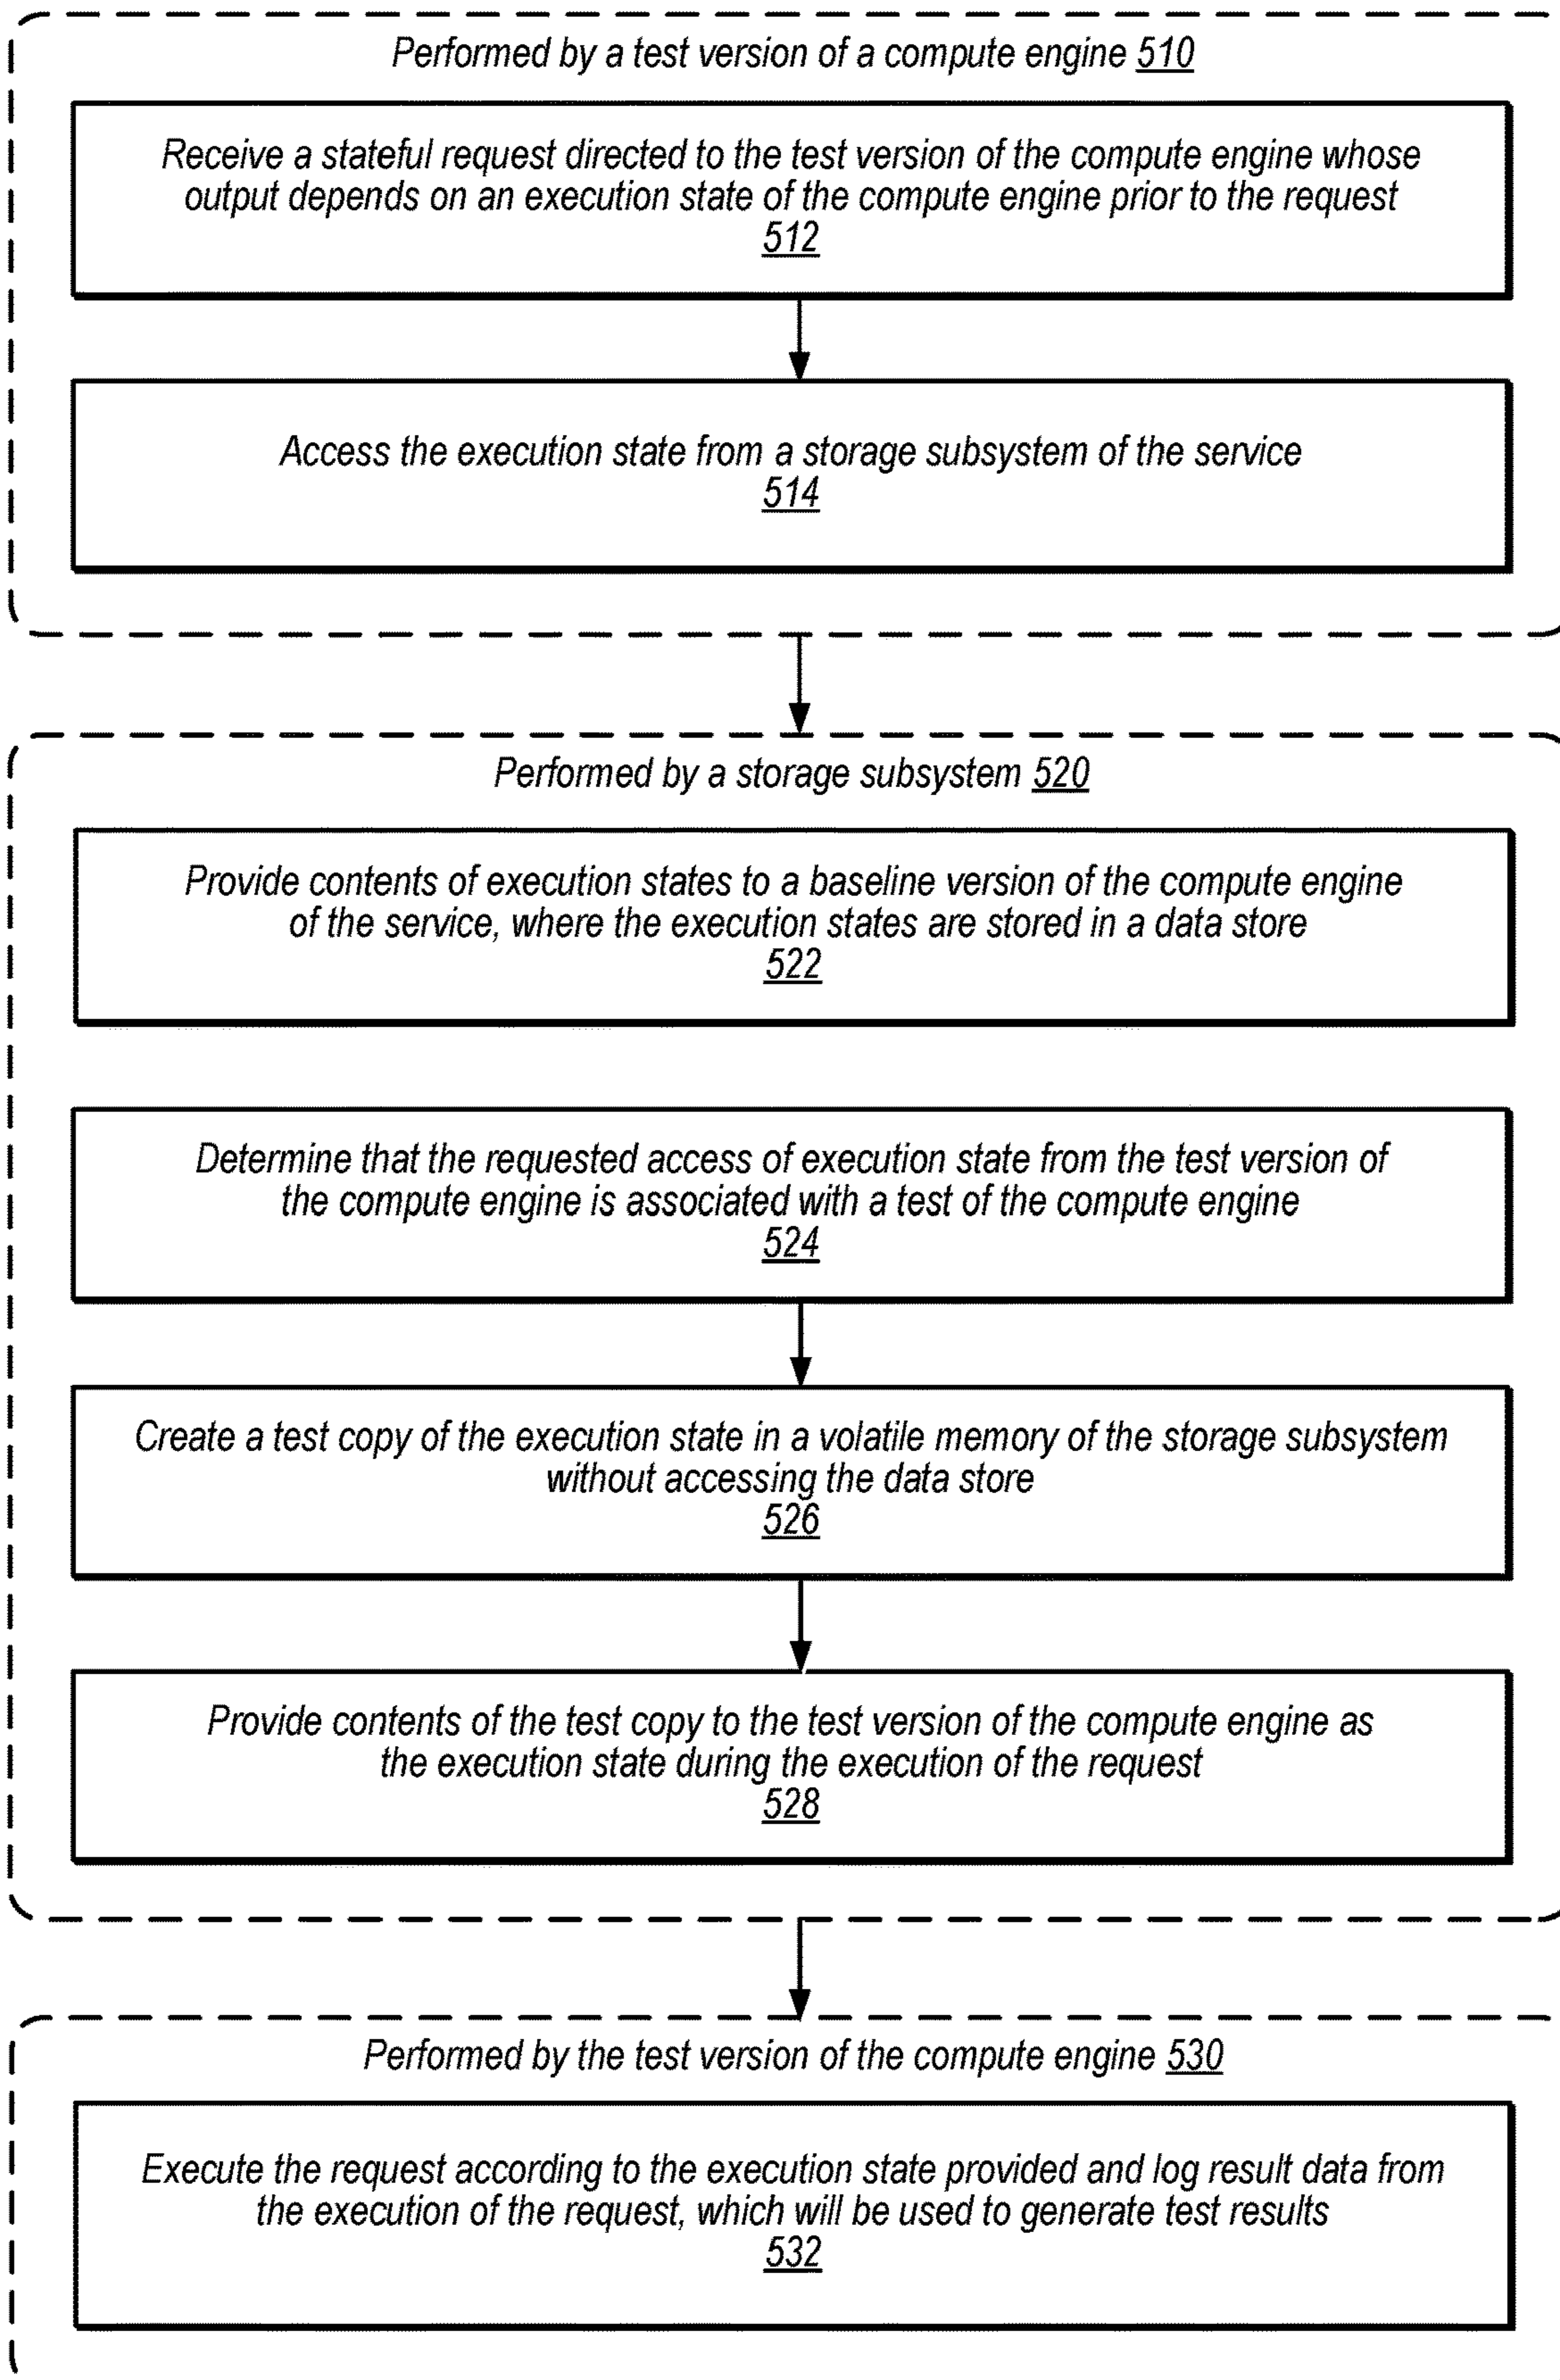 Performed by a test version of a compute engine 510
Receive a stateful request directed to the test version of the compute engine whose
output depends on an execution state of the compute engine prior to the request
512
Access the execution state from a storage subsystem of the service
514
Performed by a storage subsystem 520
Provide contents of execution states to a baseline version of the compute engine
of the service, where the execution states are stored in a data store
522
Determine that the requested access of execution state from the test version of
the compute engine is associated with a test of the compute engine
524
Create a test copy of the execution state in a volatile memory of the storage subsystem
without accessing the data store
526
Provide contents of the test copy to the test version of the compute engine as
the execution state during the execution of the request
528
Performed by the test version of the compute engine 530
Execute the request according to the execution state provided and log result data from
the execution of the request, which will be used to generate test results
532